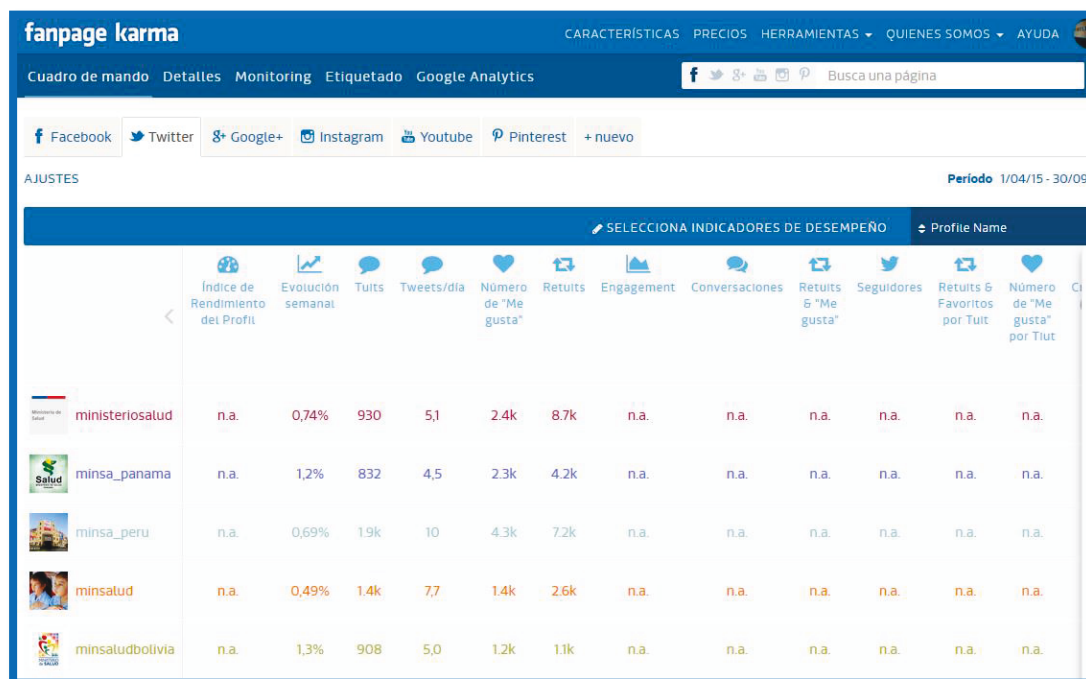 fanpage karma
CARACTERÍSTICAS PRECIOS HERRAMIENTAS QUIENES SOMOS AYUDA
Cuadro de mando Detalles Monitoring Etiquetado Google Analytics
Busca una página
Facebook Twitter Google+ Instagram Youtube Pinterest + nuevo
AJUSTES
Período 1/04/15 - 30/09
SELECCIONA INDICADORES DE DESEMPEÑO Profile Name
Índice de Rendimiento del Profil
Evolución semanal
Tuits
Tweets/día
Número de "Me gusta"
Retuits
Engagement
Conversaciones
Retuits & "Me gusta"
Seguidores
Retuits & Favoritos por Tuit
Número de "Me gusta" por Tiut
ministeriosalud n.a. 0,74% 930 5,1 2.4k 8.7k n.a. n.a. n.a. n.a. n.a. n.a.
Salud
minsa_panama n.a. 1,2% 832 4,5 2.3k 4.2k n.a. n.a. n.a. n.a. n.a. n.a.
minsa_peru n.a. 0,69% 1.9k 10 4.3k 7.2k n.a. n.a. n.a. n.a. n.a. n.a.
minsalud n.a. 0,49% 1.4k 7,7 1.4k 2.6k n.a. n.a. n.a. n.a. n.a. n.a.
minsaludbolivia n.a. 1,3% 908 5,0 1.2k 1.1k n.a. n.a. n.a. n.a. n.a. n.a.